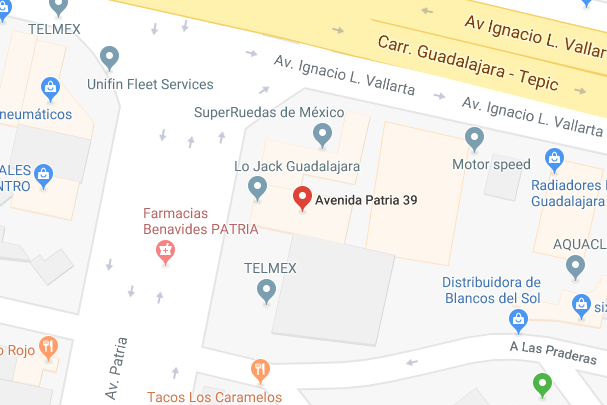 TELMEX
Av Ignacio L. Vallart
Carr. Guadalajara - Tepic
Av. Ignacio L. Vallarta
Av. Ignacio L. Vallarta
Unifin Fleet Services
neumáticos
SuperRuedas de México
Lo Jack Guadalajara
Motor speed
ALES
NTRO
Radiadores
Guadalajara
Avenida Patria 39
Farmacias
Benavides PATRIA
AQUACL
TELMEX
Distribuidora de
Blancos del Sol
six
A Las Praderas
o Rojo
Av. Patria
Tacos Los Caramelos